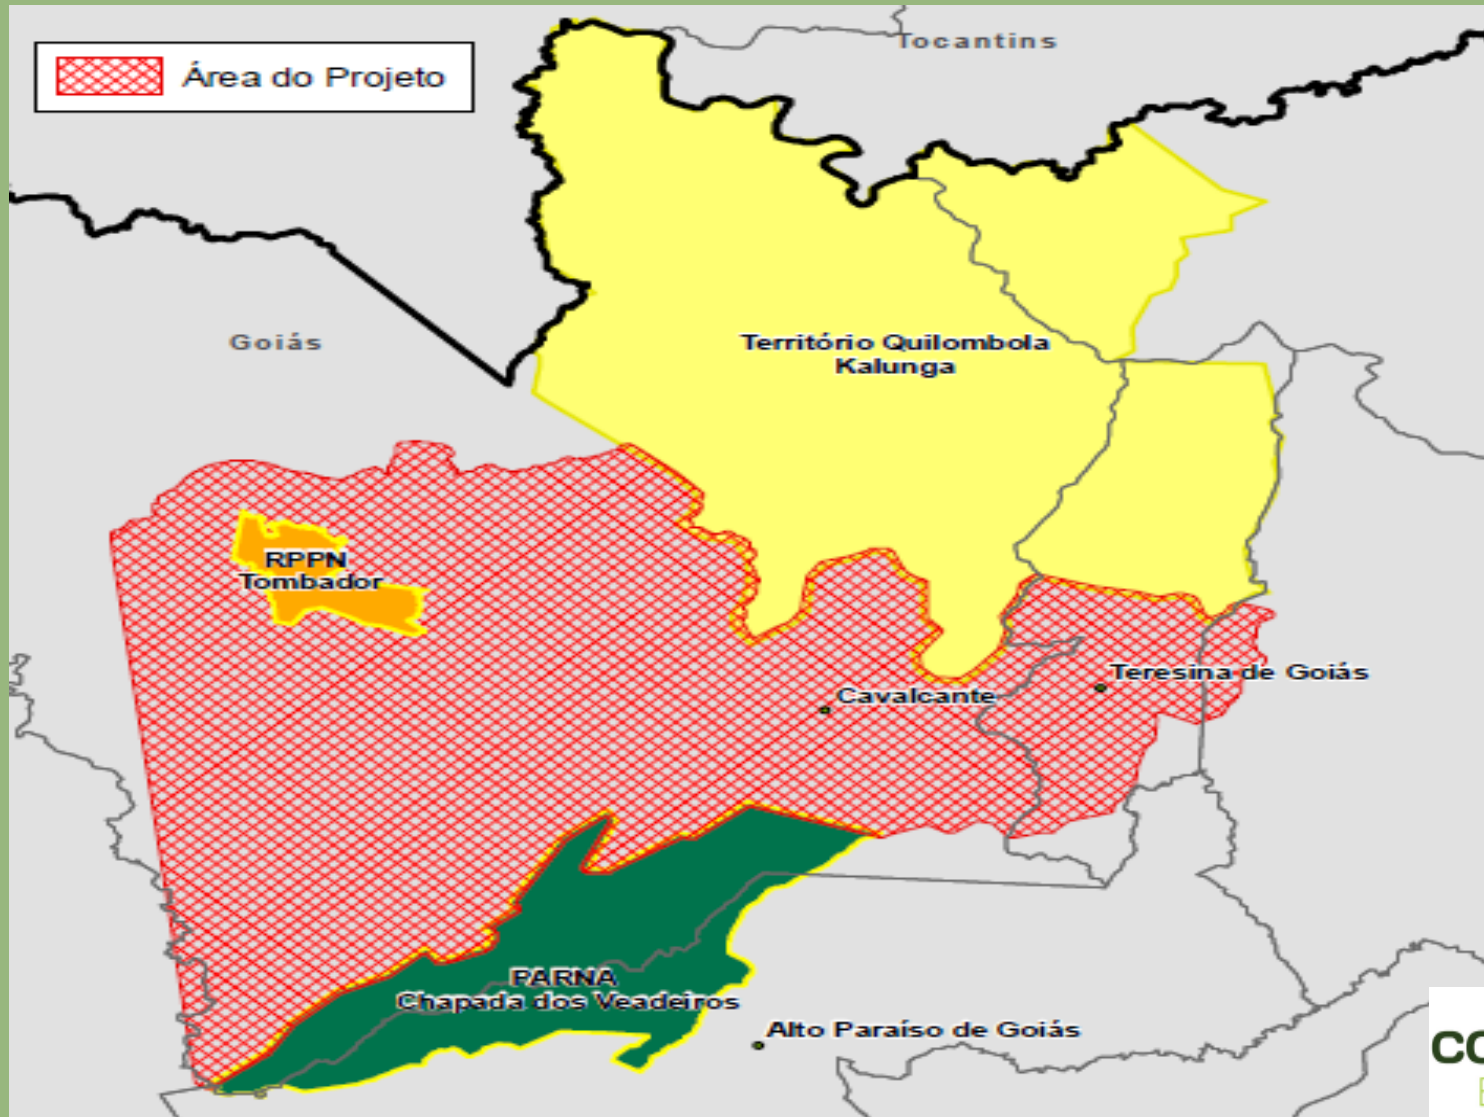 Tocantins
Área do Projeto
Goiás
Território Quilombola
Kalunga
RPPN
Tombador
Teresina de Goiás
Cavalcante
PARNA
Chapada dos Veadeiros
Alto Paraíso de Goiás